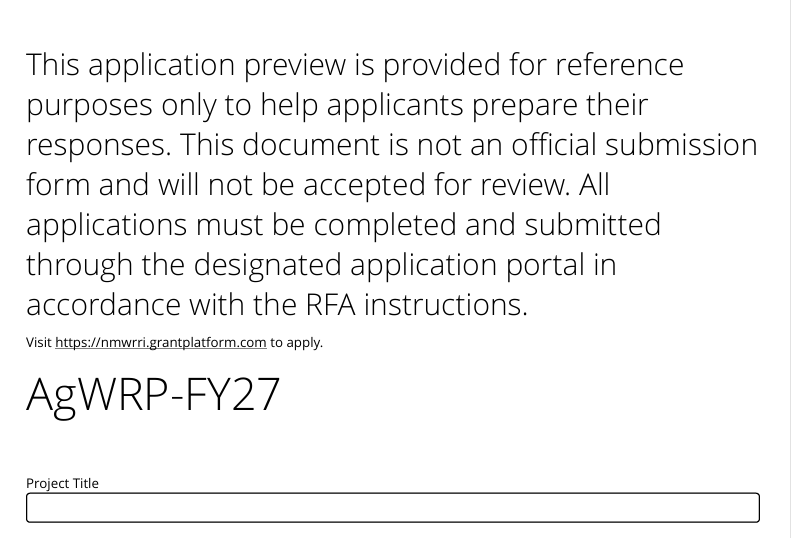 This application preview is provided for reference
purposes only to help applicants prepare their
responses. This document is not an official submission
form and will not be accepted for review. All
applications must be completed and submitted
through the designated application portal in
accordance with the RFA instructions.
Visit https://nmwrri.grantplatform.com to apply.
AgWRP-FY27
Project Title